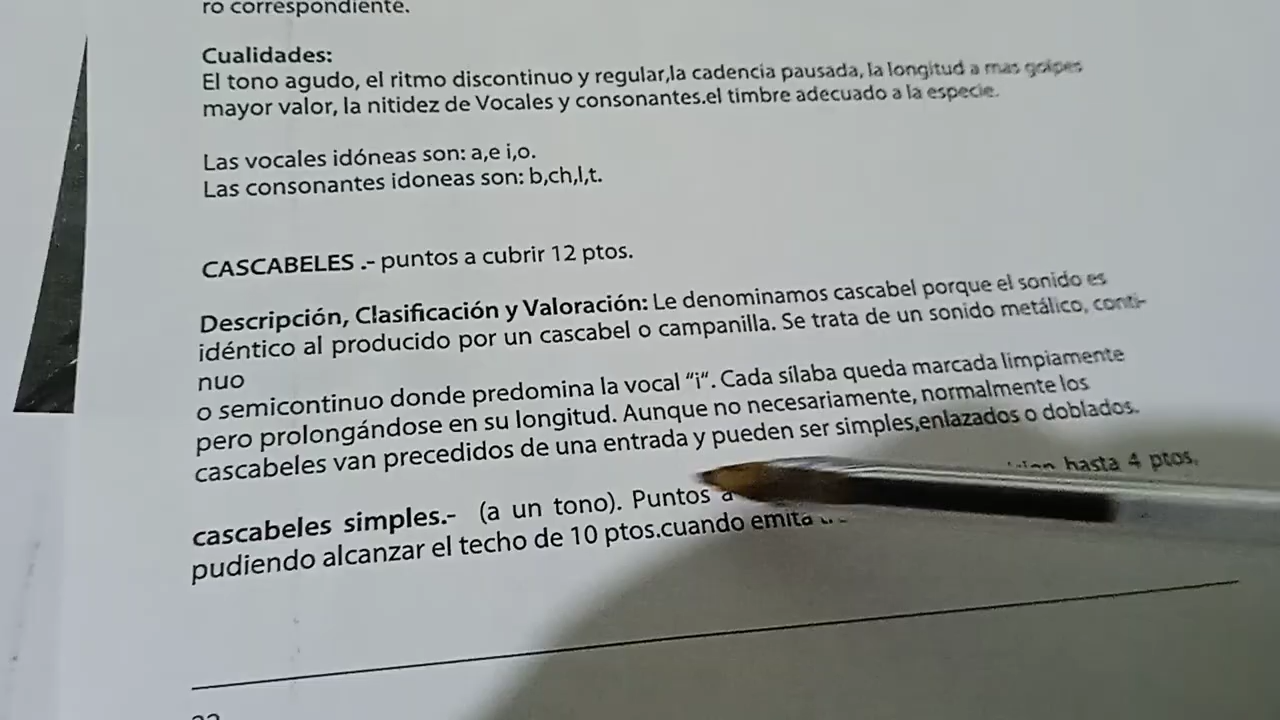 ro correspondiente.
Cualidades:
El tono agudo, el ritmo discontinuo y regular,la cadencia pausada, la longitud a mas golpes
mayor valor, la nitidez de Vocales y consonantes.el timbre adecuado a la especie.
Las vocales idóneas son: a,e i,o.
Las consonantes idoneas son: b,ch,l,t.
CASCABELES .- puntos a cubrir 12 ptos.
Descripción, Clasificación y Valoración: Le denominamos cascabel porque el sonido es
idéntico al producido por un cascabel o campanilla. Se trata de un sonido metálico, conti-
nuo
o semicontinuo donde predomina la vocal "i". Cada sílaba queda marcada limpiamente
pero prolongándose en su longitud. Aunque no necesariamente, normalmente los
cascabeles van precedidos de una entrada y pueden ser simples,enlazados o doblados.
cascabeles simples.- (a un tono). Puntos a hasta 4 ptos.
pudiendo alcanzar el techo de 10 ptos.cuando emita